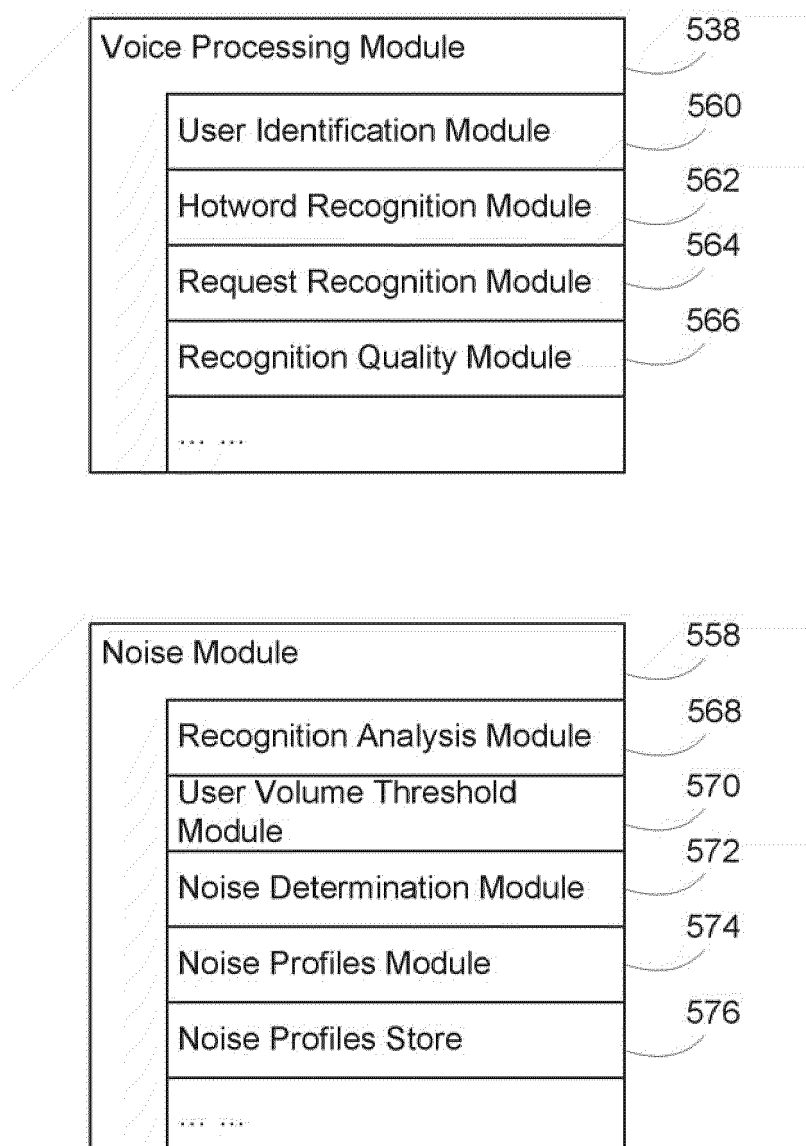 Voice Processing Module
538
User Identification Module
560
Hotword Recognition Module
562
Request Recognition Module
564
Recognition Quality Module
566
... ...
Noise Module
558
Recognition Analysis Module
568
User Volume Threshold
Module
570
Noise Determination Module
572
Noise Profiles Module
574
Noise Profiles Store
576
... ...